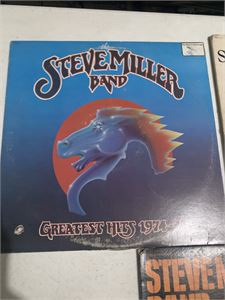 The
STEVE MILLER
BAND
GREATEST HITS 1974-
S
STEVE M